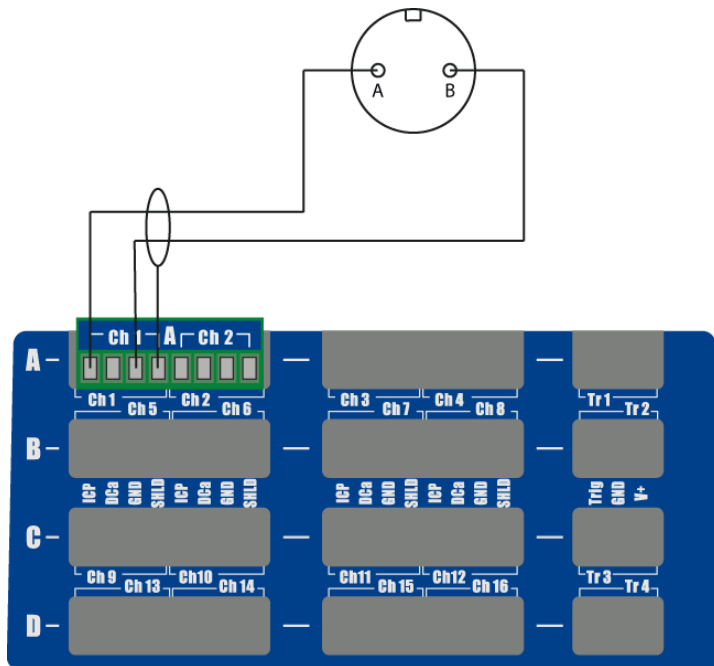 A B
Ch 1 A Ch 2
A
Ch 1 Ch 2 Ch 3 Ch 4 Tr 1
Ch 5 Ch 6 Ch 7 Ch 8 Tr 2
B
ICP DCa GND SHLD ICP DCa GND SHLD ICP DCa GND SHLD ICP DCa GND SHLD Trig GND V+
C
Ch 9 Ch10 Ch11 Ch12 Tr 3
Ch 13 Ch 14 Ch 15 Ch 16 Tr 4
D